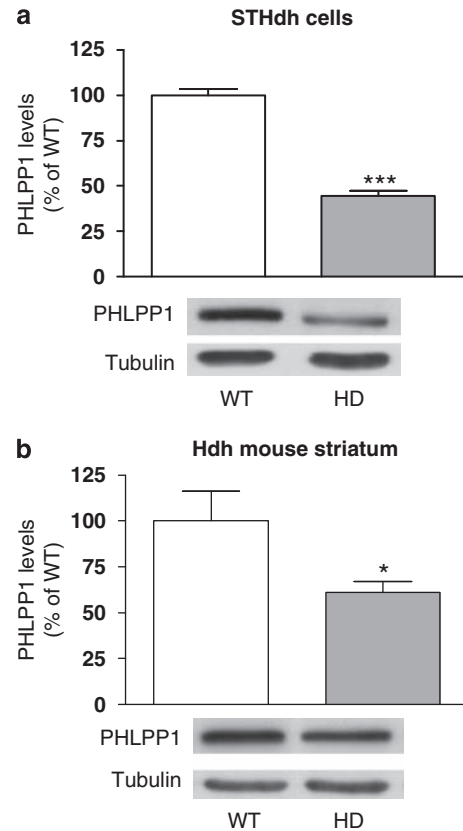 a
STHdh cells
PHLPP1 levels
(% of WT)
125
100
75
50
25
0
***
PHLPP1
Tubulin
WT HD
b
Hdh mouse striatum
PHLPP1 levels
(% of WT)
125
100
75
50
25
0
*
PHLPP1
Tubulin
WT HD